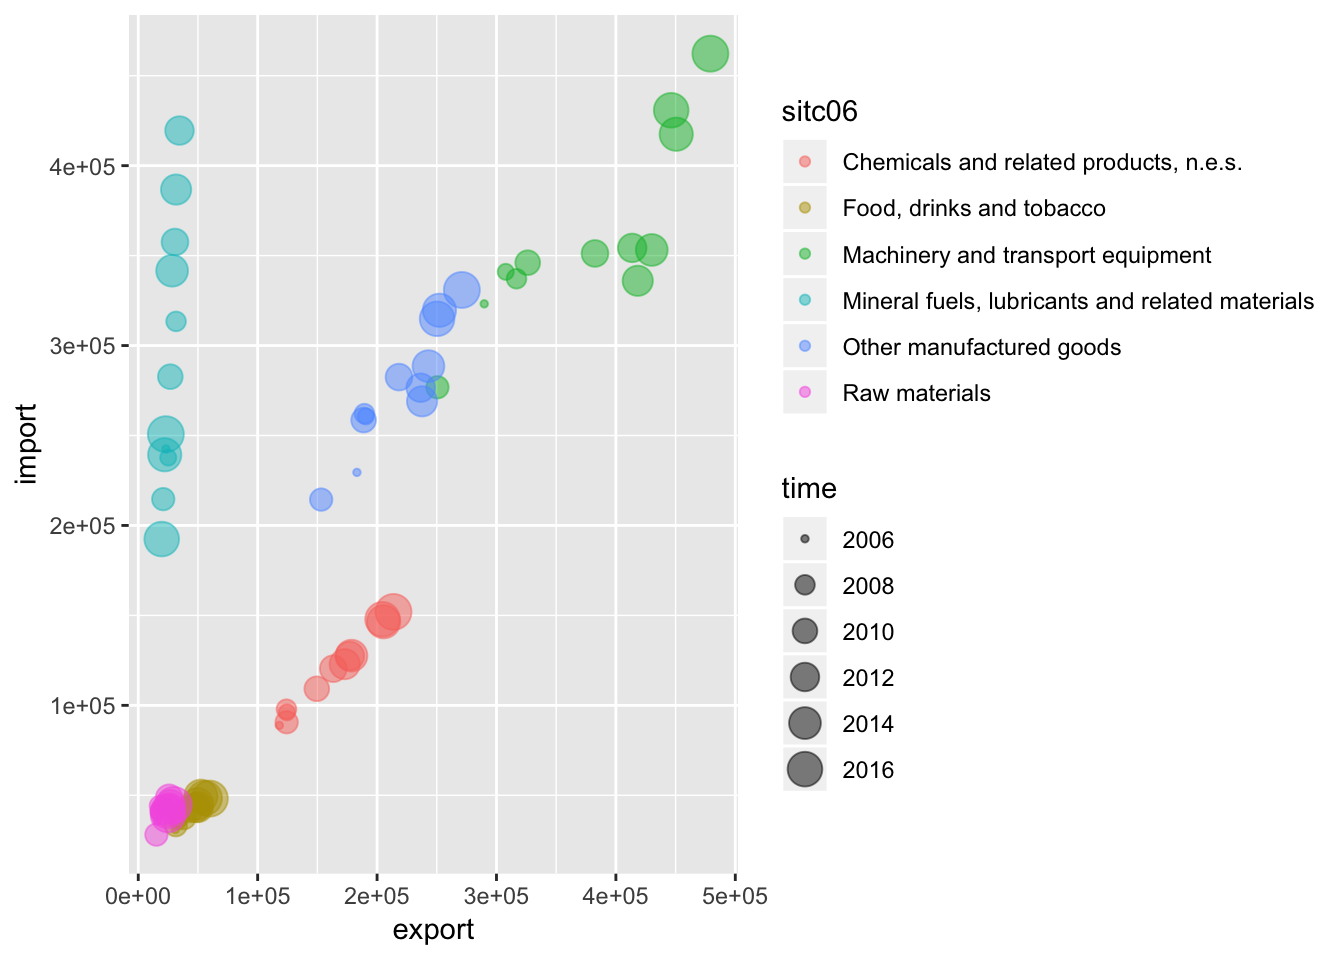 4e+05
3e+05
2e+05
1e+05
import
0e+00 1e+05 2e+05 3e+05 4e+05 5e+05
export
sitc06
Chemicals and related products, n.e.s.
Food, drinks and tobacco
Machinery and transport equipment
Mineral fuels, lubricants and related materials
Other manufactured goods
Raw materials
time
2006
2008
2010
2012
2014
2016